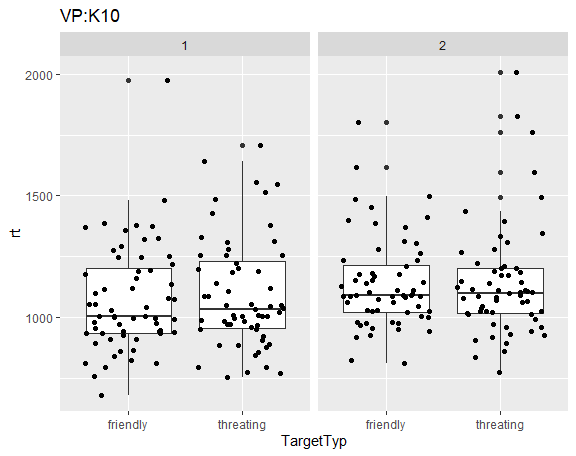 VP:K10
1
2
rt
2000
1500
1000
friendly
threating
friendly
threating
TargetTyp